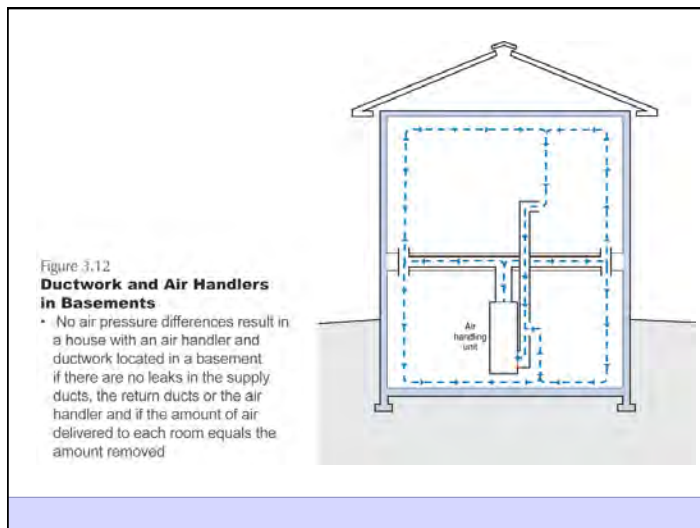 Figure 3.12
Ductwork and Air Handlers
in Basements
• No air pressure differences result in
a house with an air handler and
ductwork located in a basement
if there are no leaks in the supply
ducts, the return ducts or the air
handler and if the amount of air
delivered to each room equals the
amount removed
Air
handling
unit